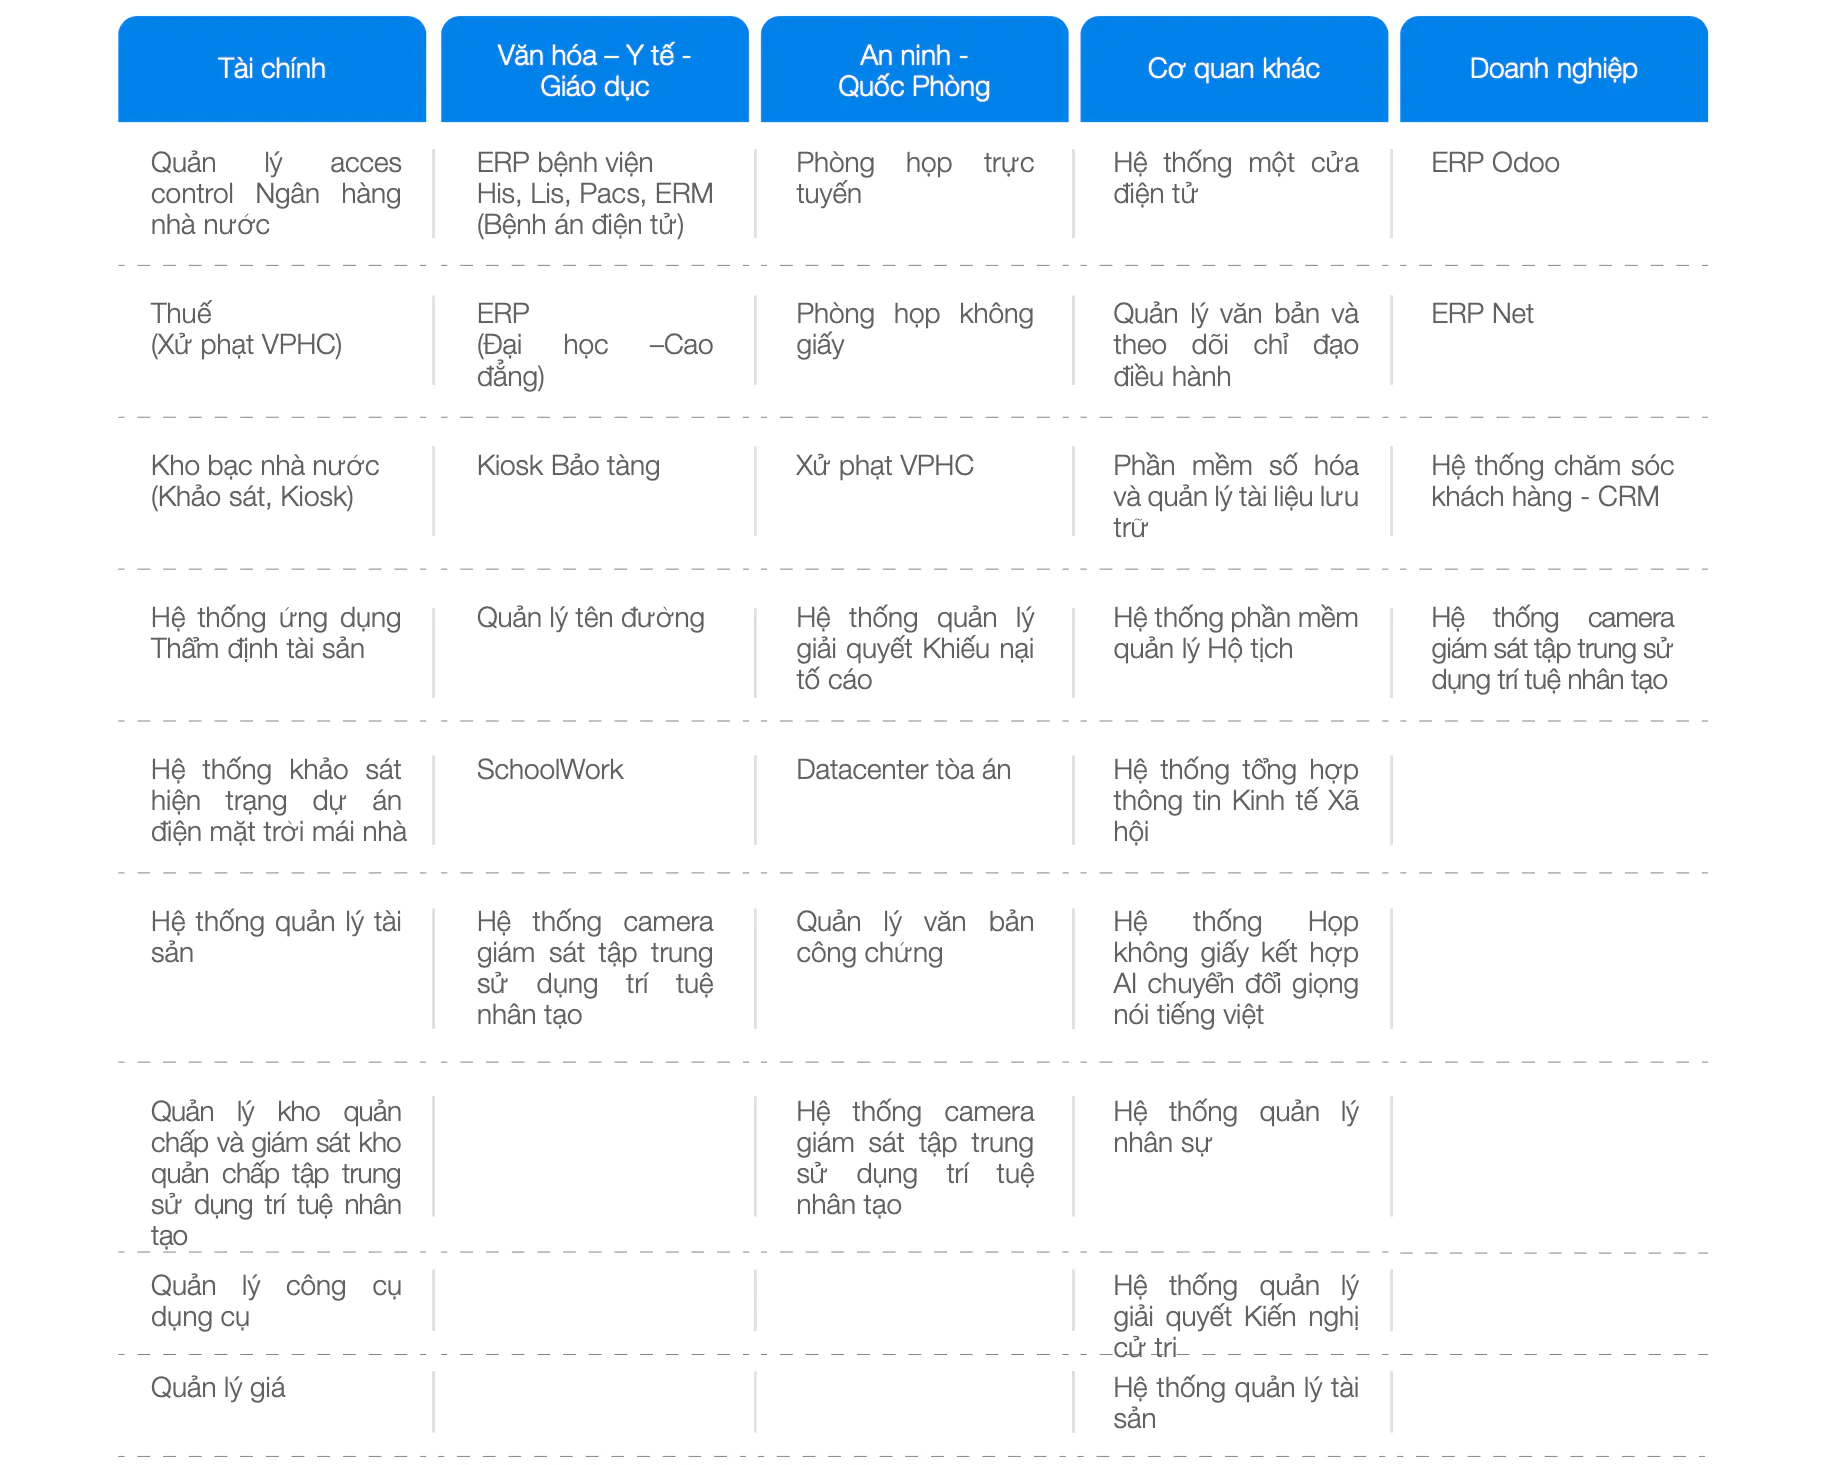 Tài chính
Văn hóa – Y tế -
Giáo dục
An ninh -
Quốc Phòng
Cơ quan khác
Doanh nghiệp
Quản lý acces
control Ngân hàng
nhà nước
ERP bệnh viện
His, Lis, Pacs, ERM
(Bệnh án điện tử)
Phòng họp trực
tuyến
Hệ thống một cửa
điện tử
ERP Odoo
Thuế
(Xử phạt VPHC)
ERP
(Đại học –Cao
đẳng)
Phòng họp không
giấy
Quản lý văn bản và
theo dõi chỉ đạo
điều hành
ERP Net
Kho bạc nhà nước
(Khảo sát, Kiosk)
Kiosk Bảo tàng
Xử phạt VPHC
Phần mềm số hóa
và quản lý tài liệu lưu
trữ
Hệ thống chăm sóc
khách hàng - CRM
Hệ thống ứng dụng
Thẩm định tài sản
Quản lý tên đường
Hệ thống quản lý
giải quyết Khiếu nại
tố cáo
Hệ thống phần mềm
quản lý Hộ tịch
Hệ thống camera
giám sát tập trung sử
dụng trí tuệ nhân tạo
Hệ thống khảo sát
hiện trạng dự án
điện mặt trời mái nhà
SchoolWork
Datacenter tòa án
Hệ thống tổng hợp
thông tin Kinh tế Xã
hội
Hệ thống quản lý tài
sản
Hệ thống camera
giám sát tập trung
sử dụng trí tuệ
nhân tạo
Quản lý văn bản
công chứng
Hệ thống Họp
không giấy kết hợp
AI chuyển đổi giọng
nói tiếng việt
Quản lý kho quản
chấp và giám sát kho
quản chấp tập trung
sử dụng trí tuệ nhân
tạo
Hệ thống camera
giám sát tập trung
sử dụng trí tuệ
nhân tạo
Hệ thống quản lý
nhân sự
Quản lý công cụ
dụng cụ
Hệ thống quản lý
giải quyết Kiến nghị
cử tri
Quản lý giá
Hệ thống quản lý tài
sản